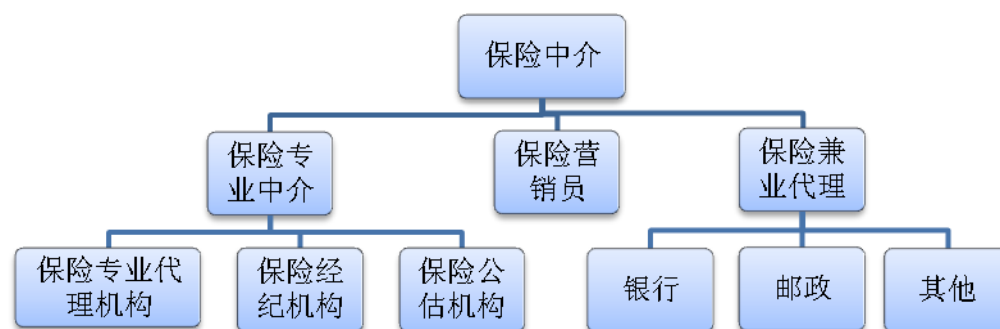 保险中介
保险专
业中介
保险营
销员
保险兼
业代理
保险专业代
理机构
保险经
纪机构
保险公
估机构
银行
邮政
其他